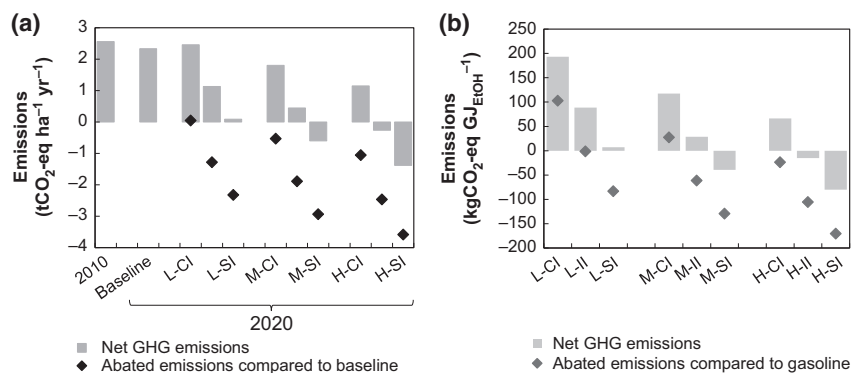 (a)
Emissions
(tCO₂-eq ha⁻¹ yr⁻¹)
3
2
1
0
−1
−2
−3
−4
2010
Baseline
L-CI
L-SI
M-CI
M-SI
H-CI
H-SI
2020
Net GHG emissions
Abated emissions compared to baseline
(b)
Emissions
(kgCO₂-eq GJEtOH⁻¹)
250
200
150
100
50
0
−50
−100
−150
−200
L-CI
L-II
L-SI
M-CI
M-II
M-SI
H-CI
H-II
H-SI
Net GHG emissions
Abated emissions compared to gasoline